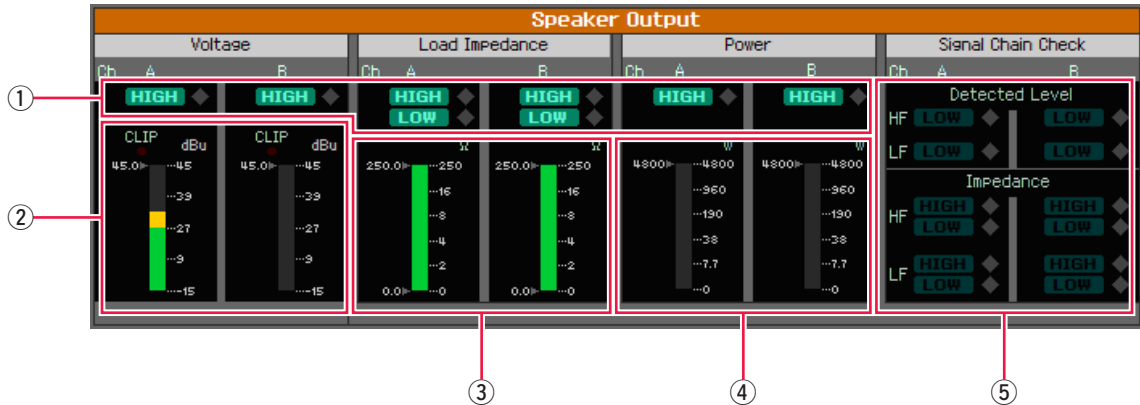 Speaker Output
Voltage Load Impedance Power Signal Chain Check
Ch A B Ch A B Ch A B Ch A B
① HIGH HIGH HIGH HIGH HIGH HIGH Detected Level
LOW LOW HF LOW LOW
CLIP dBu CLIP dBu Ω Ω W W LF LOW LOW
45.0 45 45.0 45 250.0 250 250.0 250 4800 4800 4800 4800
Impedance
39 39 16 16 960 960
② 27 27 8 8 190 190 HF HIGH HIGH
LOW LOW
9 9 4 4 38 38
2 2 7.7 7.7 LF HIGH HIGH
-15 -15 0.0 0 0.0 0 0 0 LOW LOW
③ ④ ⑤